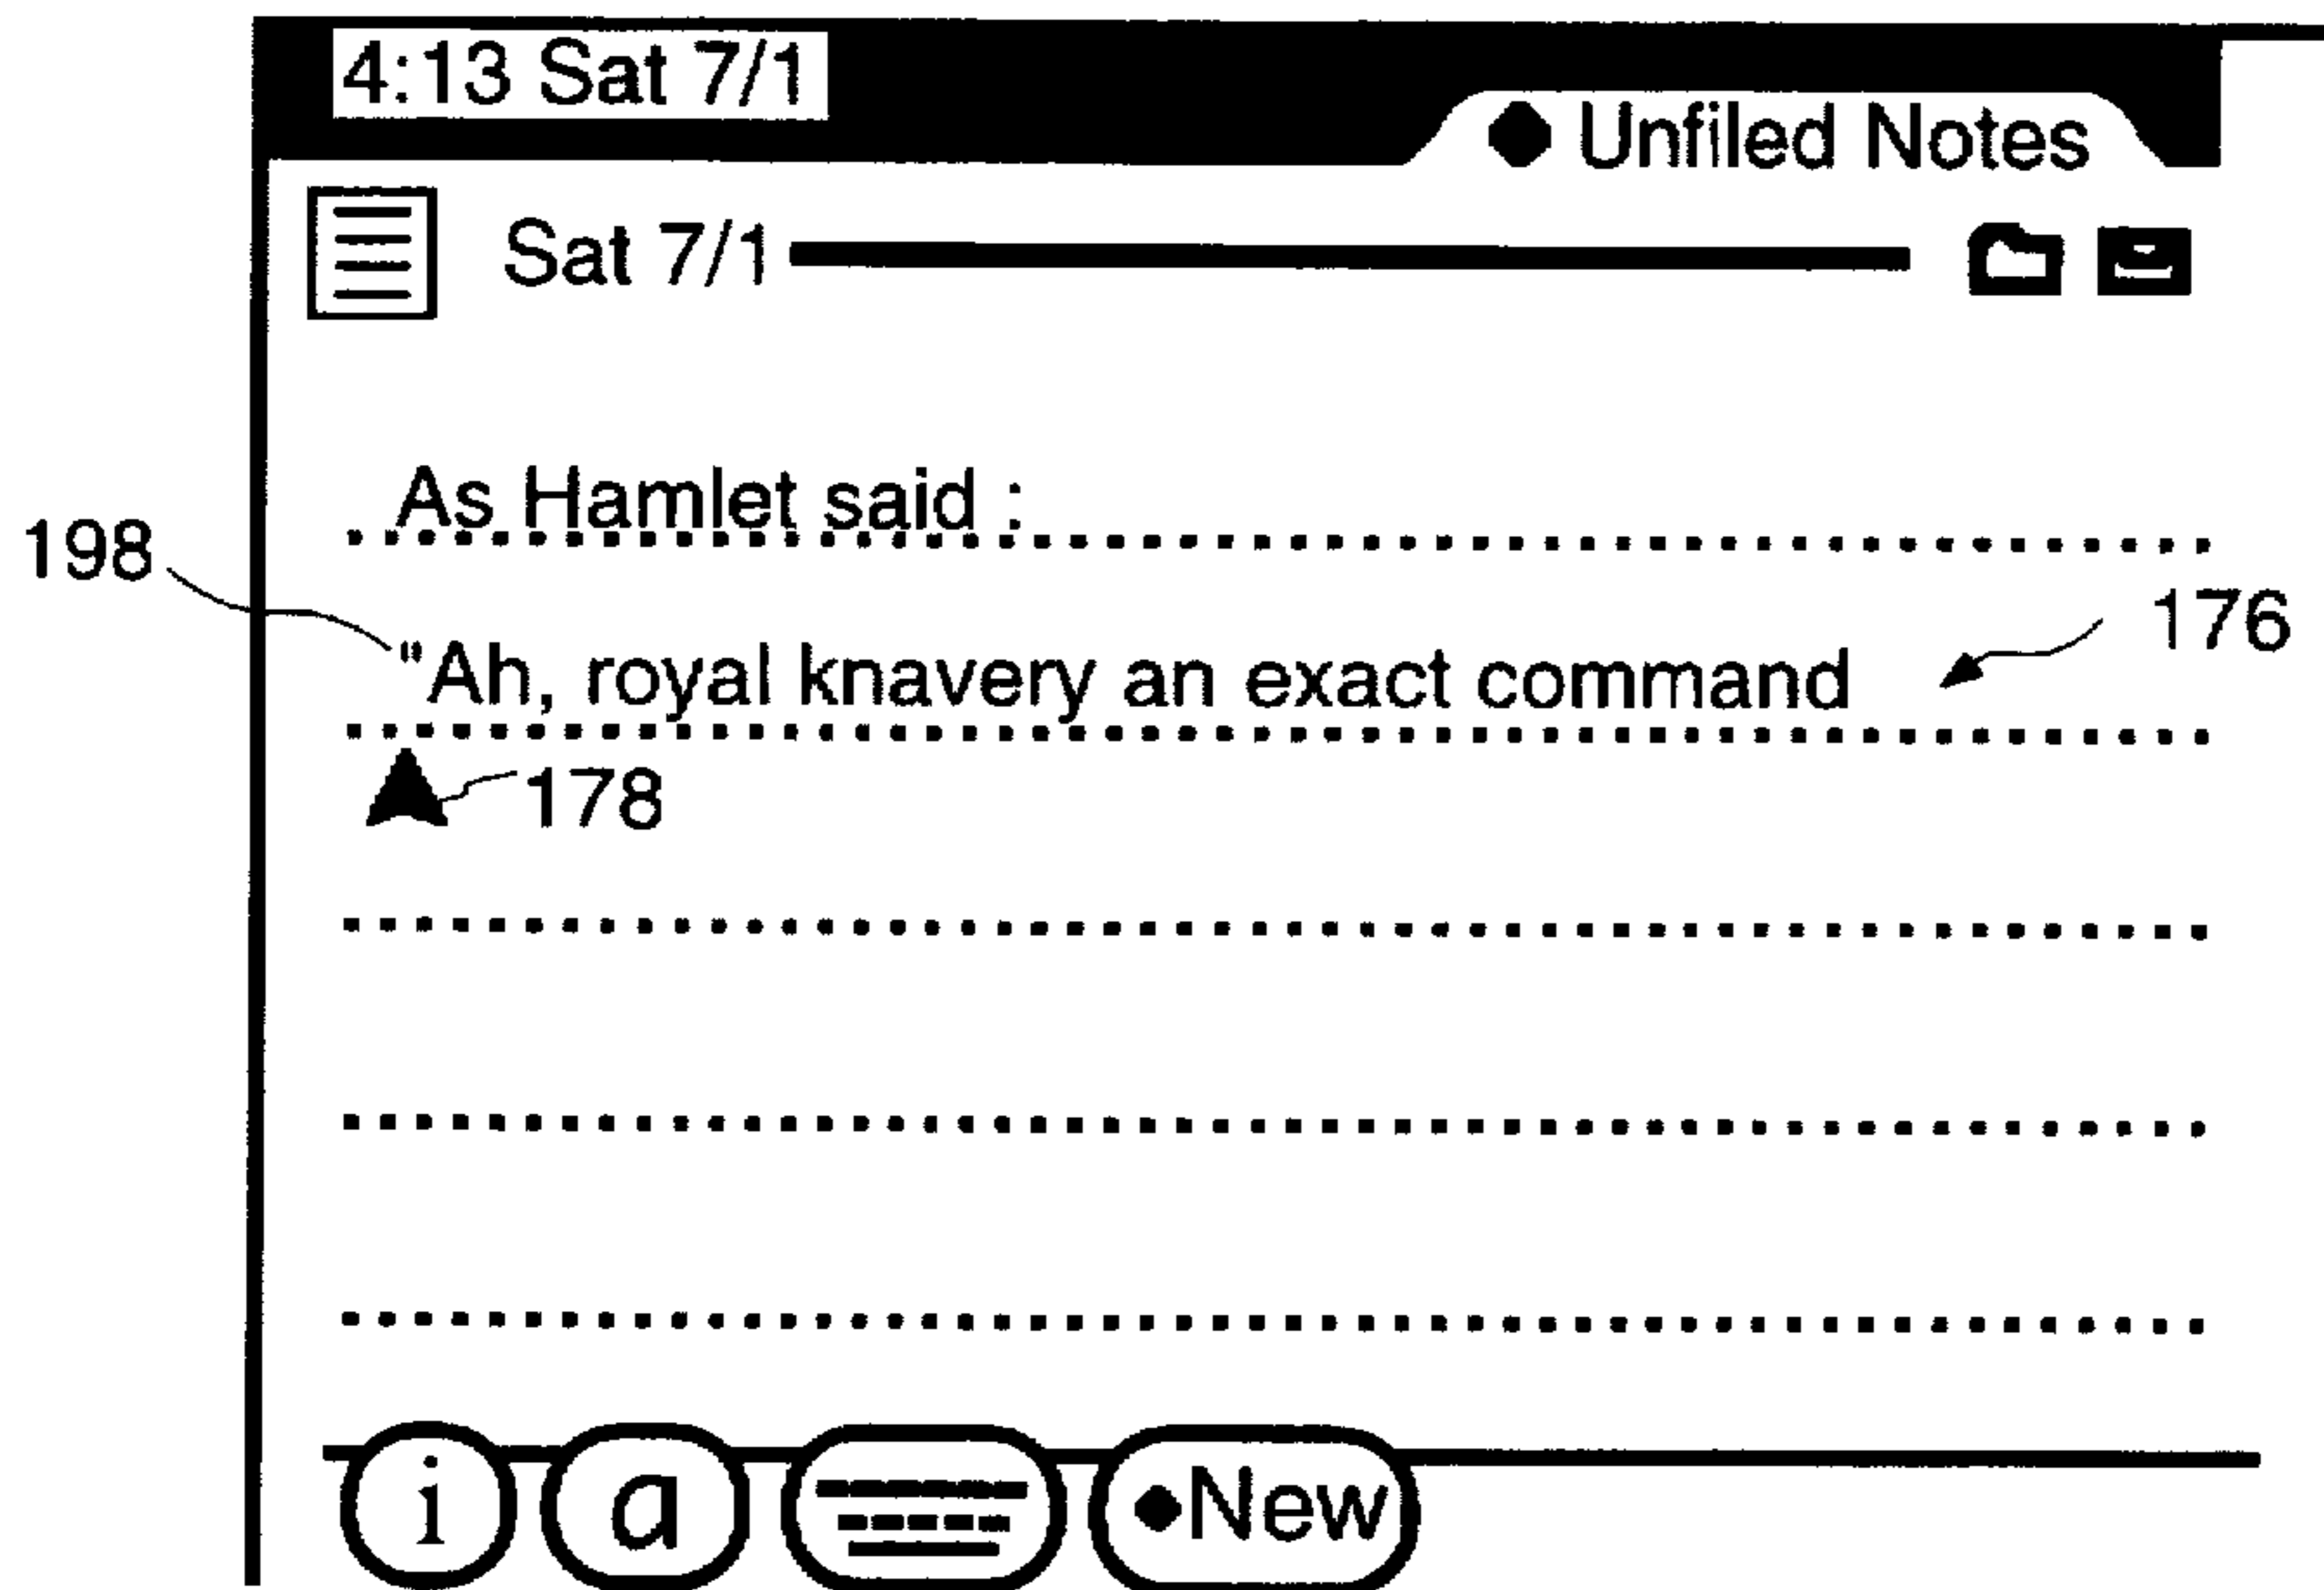 4:13 Sat 7/1
◆ Unfiled Notes
Sat 7/1
As Hamlet said :
198
176
"Ah, royal knavery an exact command
178
i
a
◆New